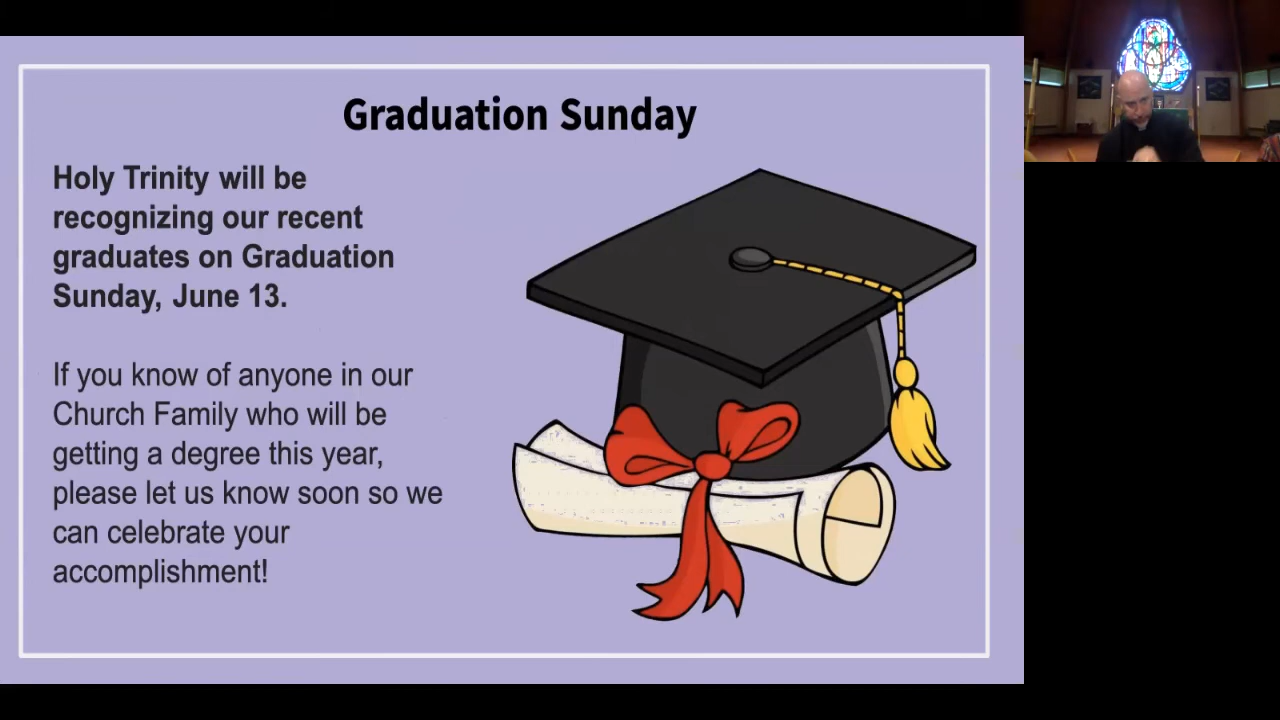 Graduation Sunday
Holy Trinity will be
recognizing our recent
graduates on Graduation
Sunday, June 13.
If you know of anyone in our
Church Family who will be
getting a degree this year,
please let us know soon so we
can celebrate your
accomplishment!